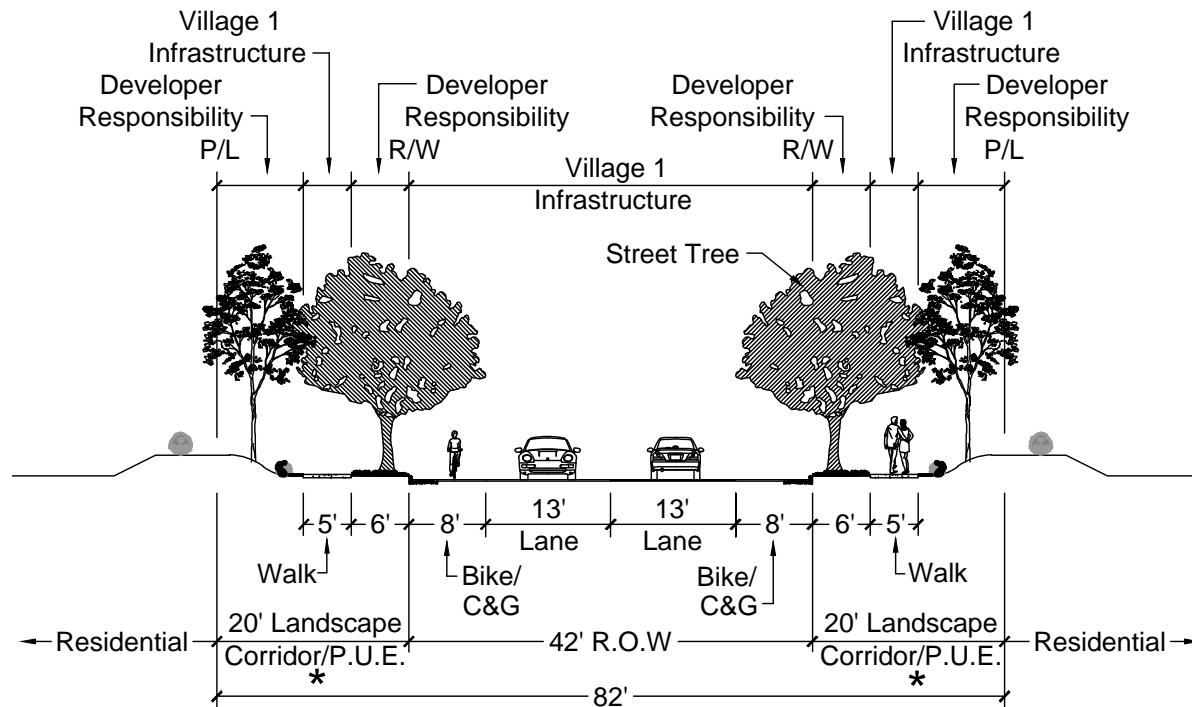 Village 1
Infrastructure
Village 1
Infrastructure
Developer
Responsibility
Developer
Responsibility
Developer
Responsibility
Developer
Responsibility
P/L
R/W
R/W
P/L
Village 1
Infrastructure
Street Tree
5'
6'
8'
13'
Lane
13'
Lane
8'
6'
5'
Walk
Bike/
C&G
Bike/
C&G
Walk
Residential
20' Landscape
Corridor/P.U.E.
*
42' R.O.W
20' Landscape
Corridor/P.U.E.
*
Residential
82'